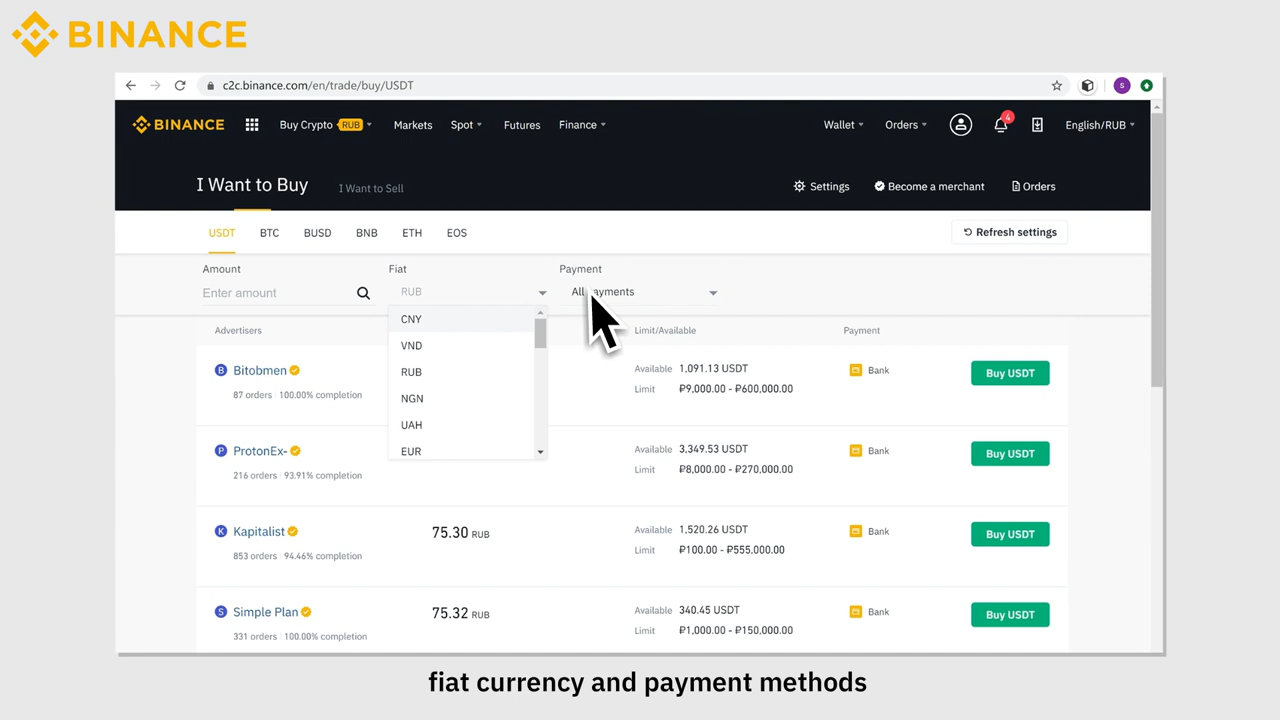 BINANCE
c2c.binance.com/en/trade/buy/USDT
S
BINANCE Buy Crypto RUB Markets Spot Futures Finance Wallet Orders 4 English/RUB
I Want to Buy I Want to Sell Settings Become a merchant Orders
USDT BTC BUSD BNB ETH EOS Refresh settings
Amount Fiat Payment
Enter amount RUB All payments
CNY
VND
RUB
NGN
UAH
EUR
Advertisers Limit/Available Payment
B Bitobmen Available 1,091.13 USDT Bank Buy USDT
87 orders 100.00% completion Limit ₽9,000.00 - ₽600,000.00
P ProtonEx- Available 3,349.53 USDT Bank Buy USDT
216 orders 93.91% completion Limit ₽8,000.00 - ₽270,000.00
K Kapitalist 75.30 RUB Available 1,520.26 USDT Bank Buy USDT
853 orders 94.46% completion Limit ₽100.00 - ₽555,000.00
S Simple Plan 75.32 RUB Available 340.45 USDT Bank Buy USDT
331 orders 100.00% completion Limit ₽1,000.00 - ₽150,000.00
fiat currency and payment methods